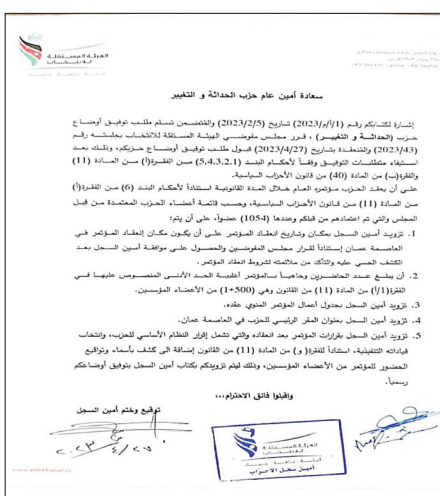 الهيئة المستقلة
للانتخاب
سعادة أمين عام حزب الحداثة و التغيير
إشارة لكتابكم رقم (1/أ/م/2023) تاريخ (2023/2/5) والمتضمن تسلم طلب توفيق أوضاع
حزب (الحداثة و التغيير) ، قرر مجلس مفوضي الهيئة المستقلة للانتخاب بجلسته رقم
(2023/43) والمنعقدة بتاريخ (2023/4/27) قبول طلب توفيق أوضاع حزبكم، وذلك بعد
استيفاء متطلبات التوفيق وفقاً لأحكام البند (5,4,3,2,1) من الفقرة(أ) من المادة (11)
والفقرة(ب) من المادة (40) من قانون الأحزاب السياسية.
على أن يعقد الحزب مؤتمره العام خلال المدة القانونية استناداً لأحكام البند (6) من الفقرة(أ)
من المادة (11) من قانون الأحزاب السياسية، وحسب قائمة أعضاء الحزب المعتمدة من قبل
المجلس والتي تم اعتمادهم من قبلكم وعددها (1054) عضواً، على أن يتم:
1. تزويد أمين السجل بمكان وتاريخ انعقاد المؤتمر على أن يكون مكان إنعقاد المؤتمر في
العاصمة عمان إستناداً لقرار مجلس المفوضين والحصول على موافقة أمين السجل بعد
الكشف الحسي عليه والتأكد من ملائمته لشروط انعقاد المؤتمر .
2. أن يبلغ عدد الحاضرين وجاهياً بالمؤتمر أغلبية الحد الأدنى المنصوص عليها في
الفقرة(1/أ) من المادة (11) من القانون وهي (500+1) من الأعضاء المؤسسين.
3. تزويد أمين السجل بجدول أعمال المؤتمر المنوي عقده.
4. تزويد أمين السجل بعنوان المقر الرئيسي للحزب في العاصمة عمان.
5. تزويد أمين السجل بقرارات المؤتمر بعد انعقاده والتي تشمل إقرار النظام الأساسي للحزب، وانتخاب
قياداته التنفيذية، استناداً للفقرة( و) من المادة (11) من القانون إضافة الى كشف بأسماء وتواقيع
الحضور للمؤتمر من الأعضاء المؤسسين، وذلك ليتم تزويدكم بكتاب أمين السجل بتوفيق أوضاعكم
رسمياً.
واقبلوا فائق الاحترام،،،
توقيع وختم أمين السجل
الهيئة المستقلة
للانتخاب
أمين سجل الأحزاب